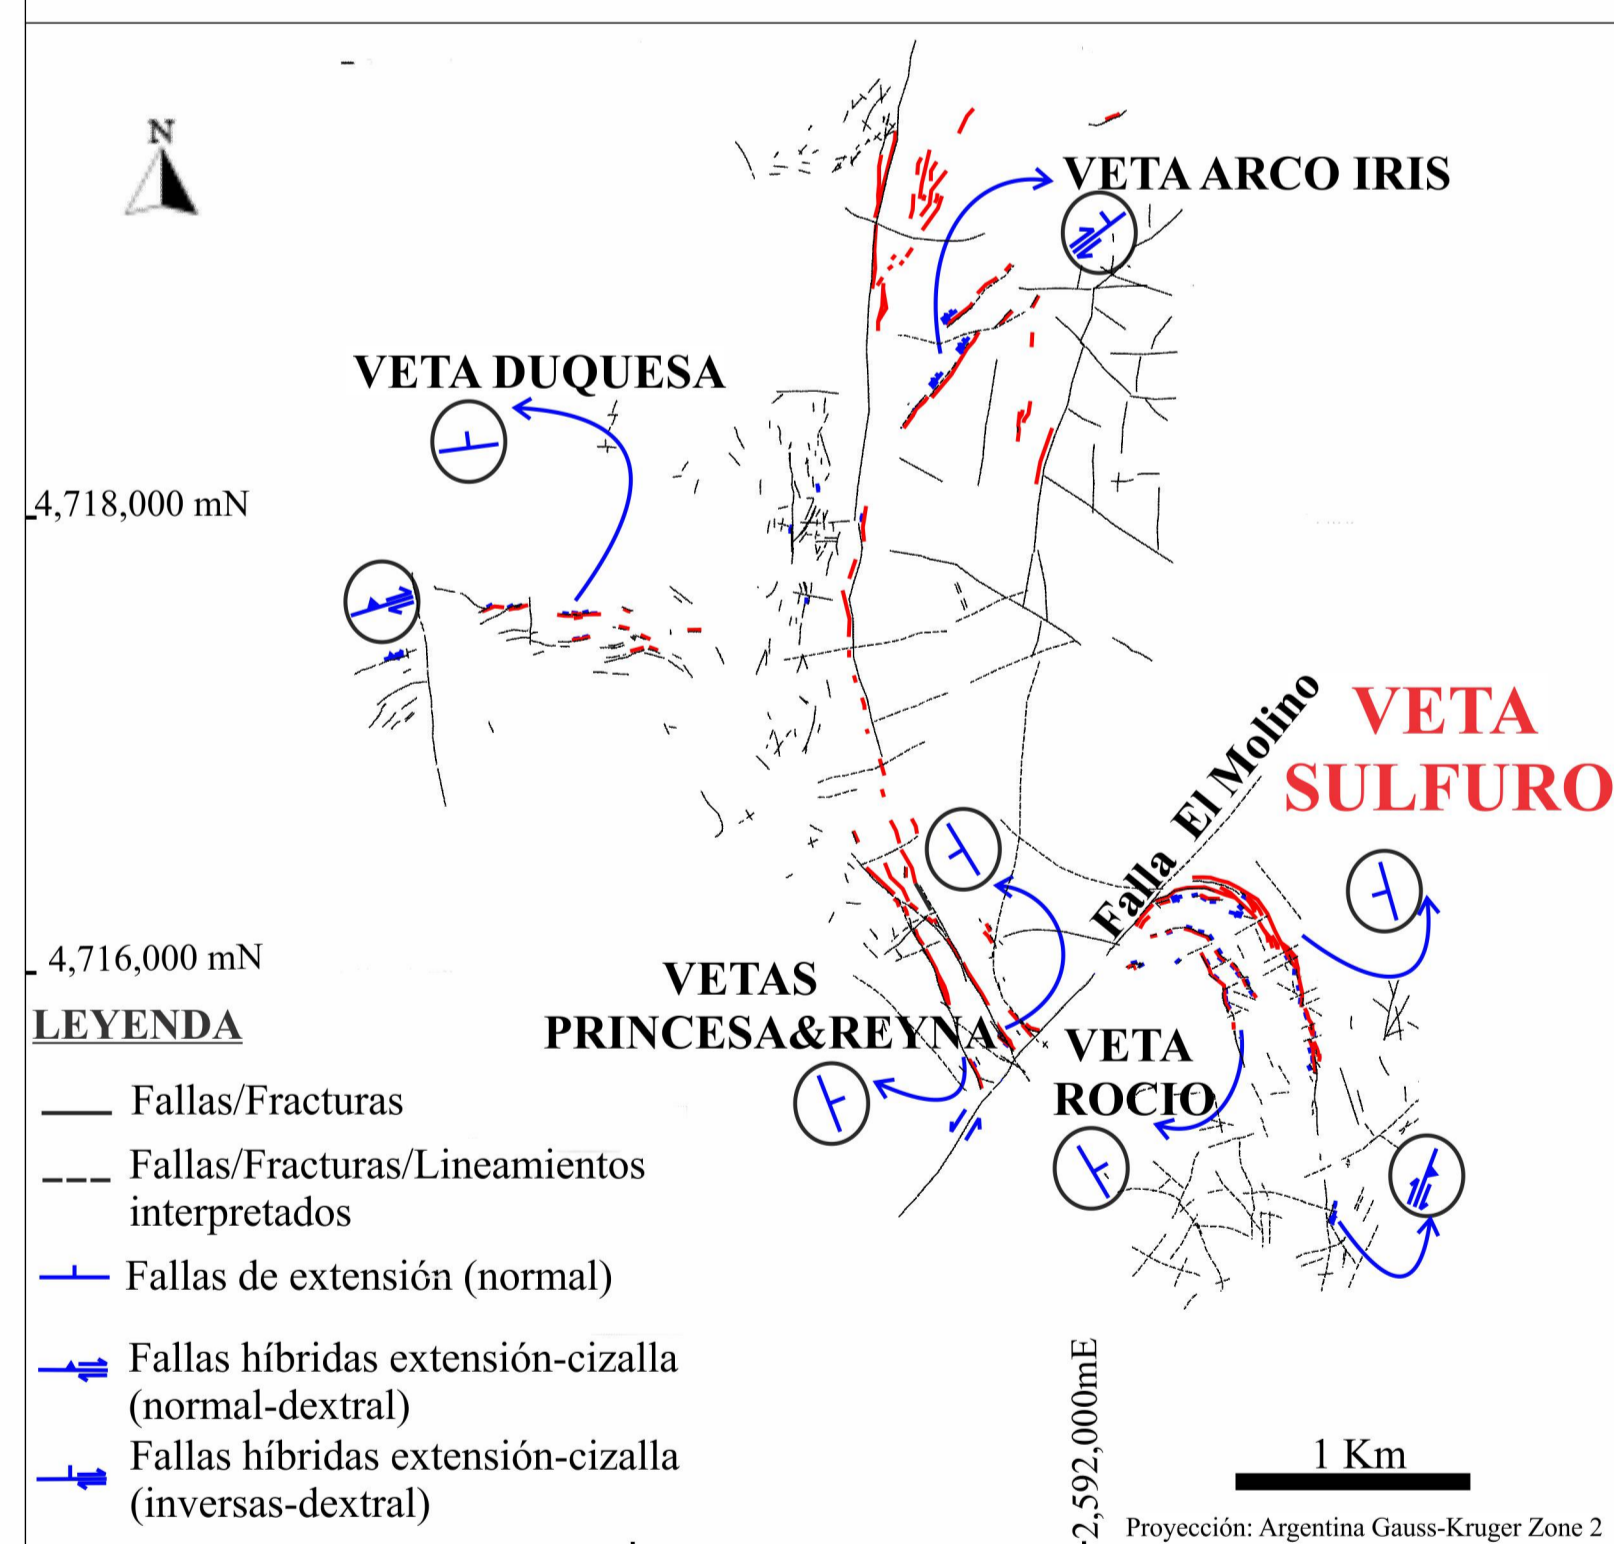 N
VETA ARCO IRIS
VETA DUQUESA
4,718,000 mN
VETA
SULFURO
Falla El Molino
4,716,000 mN
VETAS
PRINCESA&REYNA
VETA
ROCIO
LEYENDA
Fallas/Fracturas
Fallas/Fracturas/Lineamientos
interpretados
Fallas de extensión (normal)
Fallas híbridas extensión-cizalla
(normal-dextral)
Fallas híbridas extensión-cizalla
(inversas-dextral)
2,592,000mE
1 Km
Proyección: Argentina Gauss-Kruger Zone 2